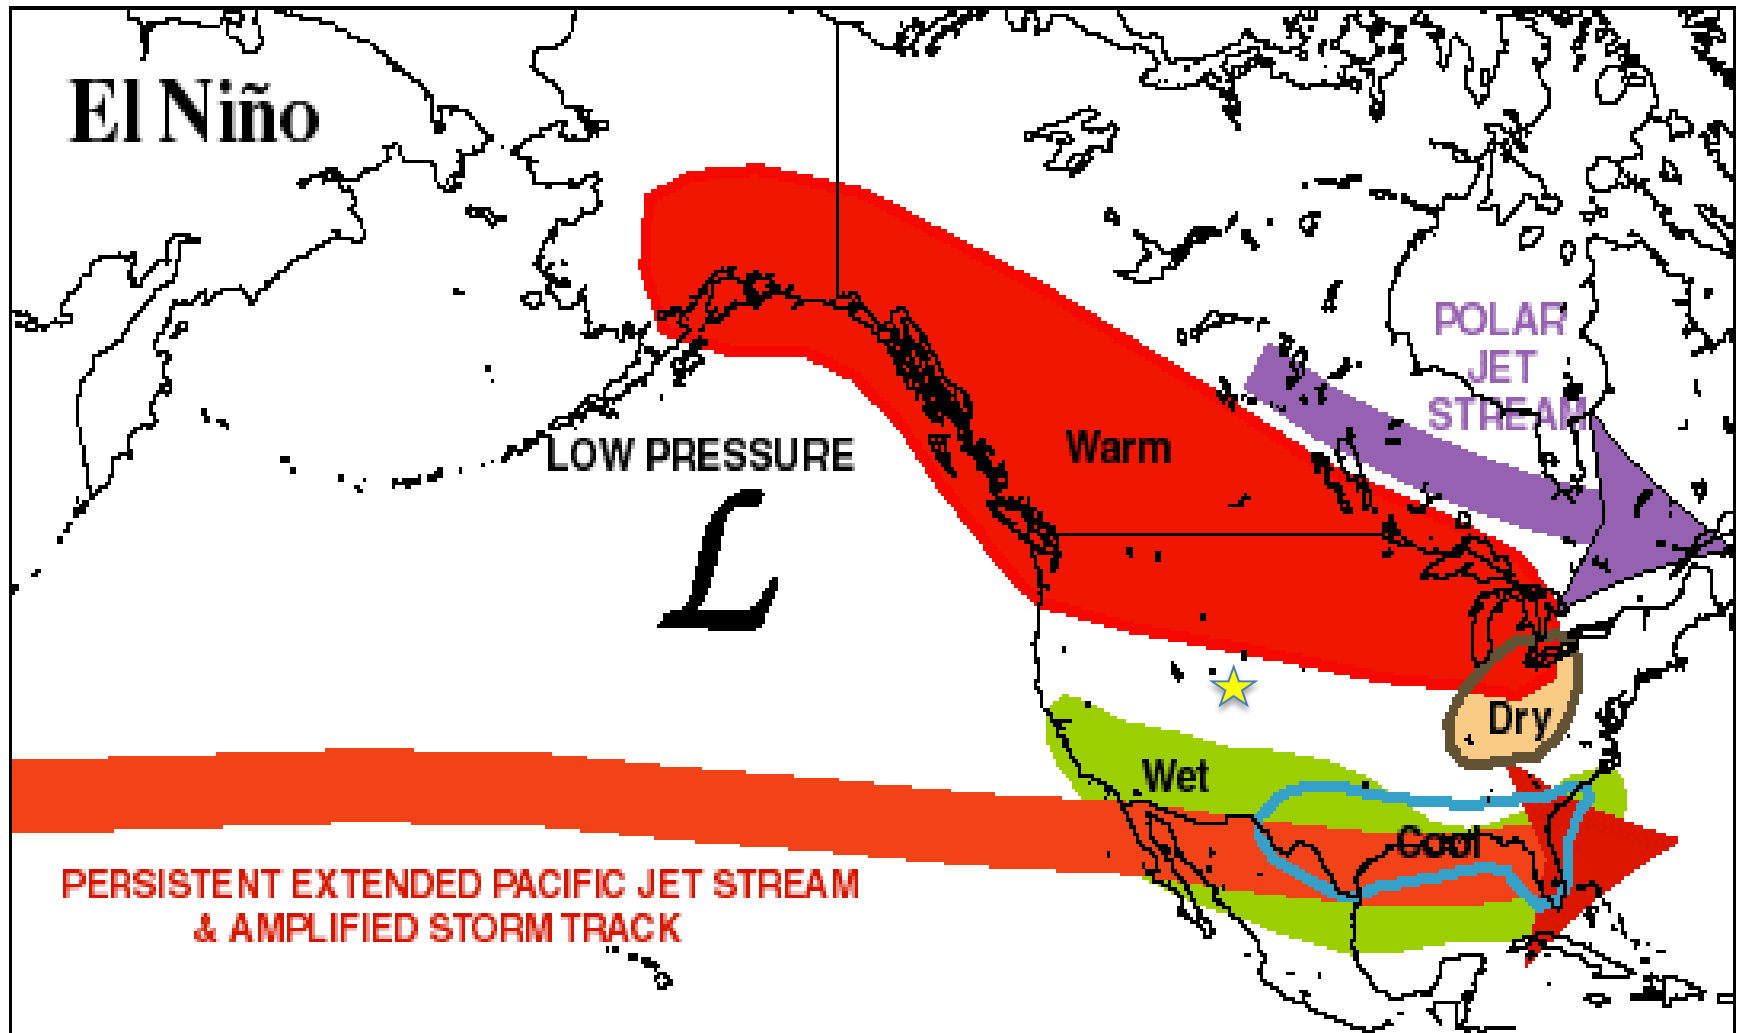 El Niño
POLAR
JET
STREAM
Warm
LOW PRESSURE
L
Dry
Wet
Cool
PERSISTENT EXTENDED PACIFIC JET STREAM
& AMPLIFIED STORM TRACK